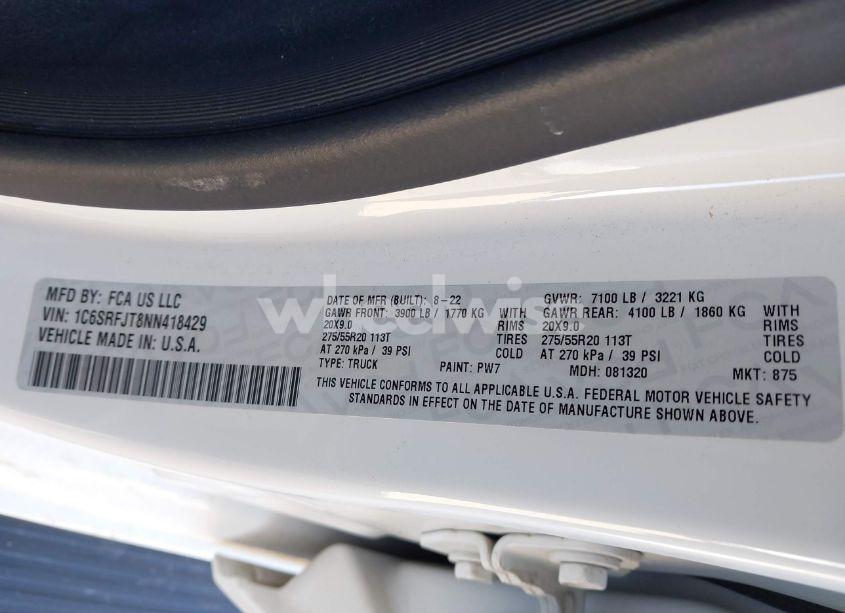 MFD BY: FCA US LLC
VIN: 1C6SRFJT8NN418429
VEHICLE MADE IN: U.S.A.
DATE OF MFR (BUILT): 8-22 GVWR: 7100 LB / 3221 KG
GAWR FRONT: 3900 LB / 1770 KG WITH GAWR REAR: 4100 LB / 1860 KG WITH
20X9.0 RIMS 20X9.0 RIMS
275/55R20 113T TIRES 275/55R20 113T TIRES
AT 270 kPa / 39 PSI COLD AT 270 kPa / 39 PSI COLD
TYPE: TRUCK PAINT: PW7 MDH: 081320 MKT: 875
THIS VEHICLE CONFORMS TO ALL APPLICABLE U.S.A. FEDERAL MOTOR VEHICLE SAFETY
STANDARDS IN EFFECT ON THE DATE OF MANUFACTURE SHOWN ABOVE.